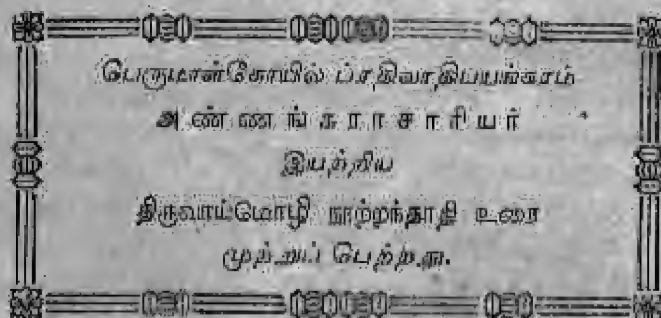 பெருமாள்கோயில் ப்ரதிவாதிபயங்கரம்
அண்ணங்கராசாரியர்
இயற்றிய
திருவாய்மொழி நூற்றந்தாதி உரை
முற்றுப் பெற்றது.